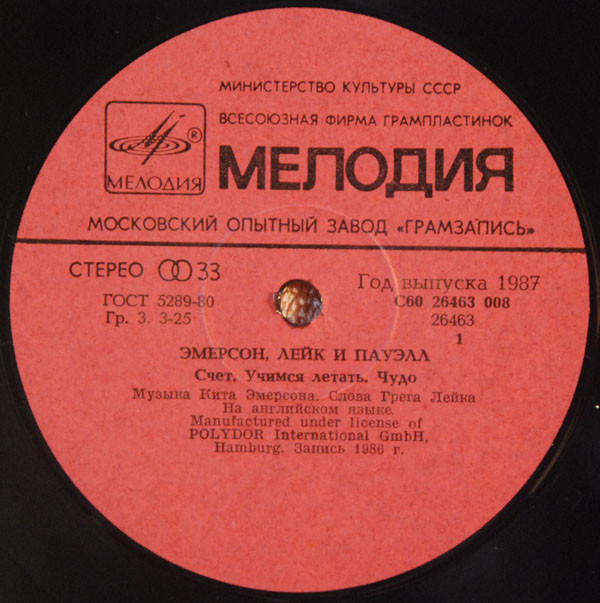 МИНИСТЕРСТВО КУЛЬТУРЫ СССР
ВСЕСОЮЗНАЯ ФИРМА ГРАМПЛАСТИНОК
®
МЕЛОДИЯ
МЕЛОДИЯ
МОСКОВСКИЙ ОПЫТНЫЙ ЗАВОД «ГРАМЗАПИСЬ»
СТЕРЕО 33
Год выпуска 1987
ГОСТ 5289-80
С60 26463 008
Гр. 3. 3-25
26463
1
ЭМЕРСОН, ЛЕЙК И ПАУЭЛЛ
Счет. Учимся летать. Чудо
Музыка Кита Эмерсона. Слова Грега Лейка
На английском языке
Manufactured under license of
POLYDOR International GmbH,
Hamburg. Запись 1986 г.